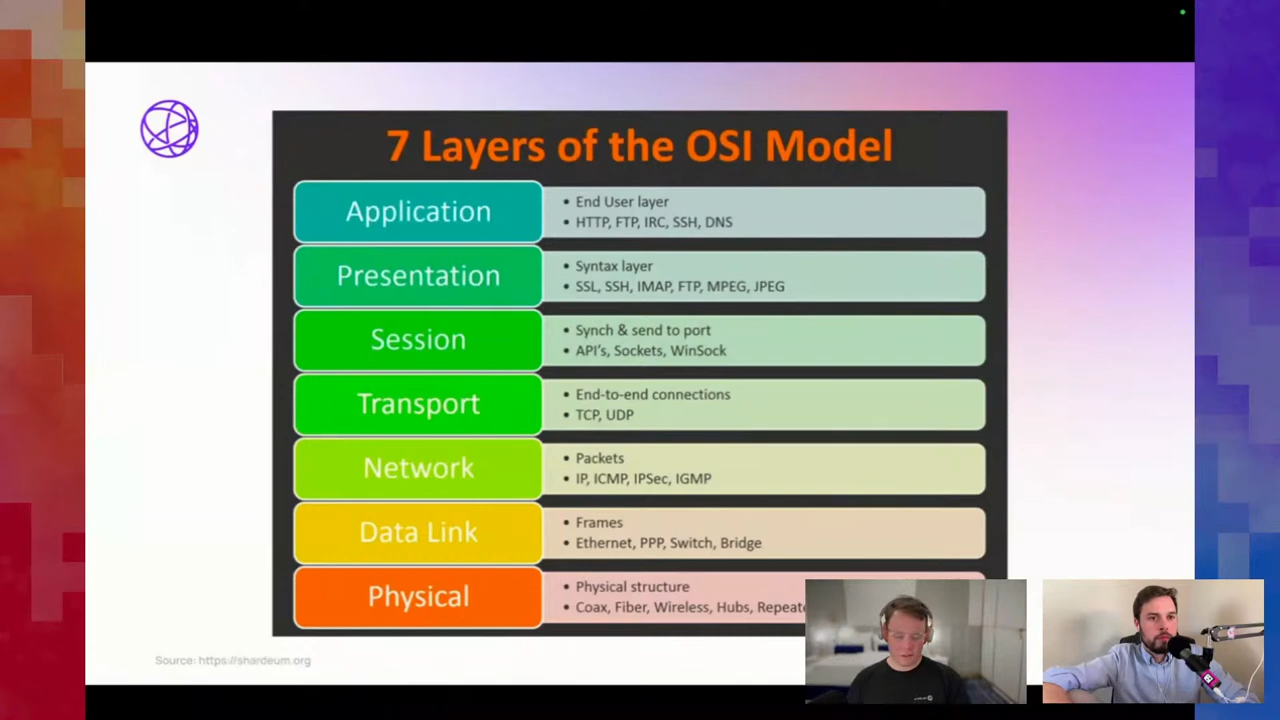 7 Layers of the OSI Model
Application
• End User layer
• HTTP, FTP, IRC, SSH, DNS
Presentation
• Syntax layer
• SSL, SSH, IMAP, FTP, MPEG, JPEG
Session
• Synch & send to port
• API's, Sockets, WinSock
Transport
• End-to-end connections
• TCP, UDP
Network
• Packets
• IP, ICMP, IPSec, IGMP
Data Link
• Frames
• Ethernet, PPP, Switch, Bridge
Physical
• Physical structure
• Coax, Fiber, Wireless, Hubs,
Source: https://shardeum.org